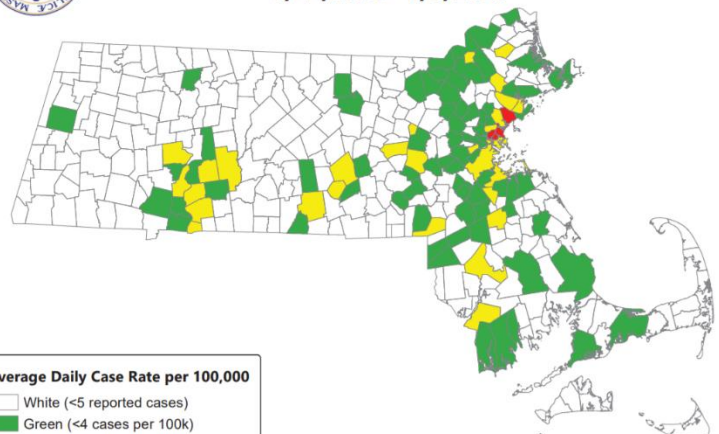 verage Daily Case Rate per 100,000
White (<5 reported cases)
Green (<4 cases per 100k)